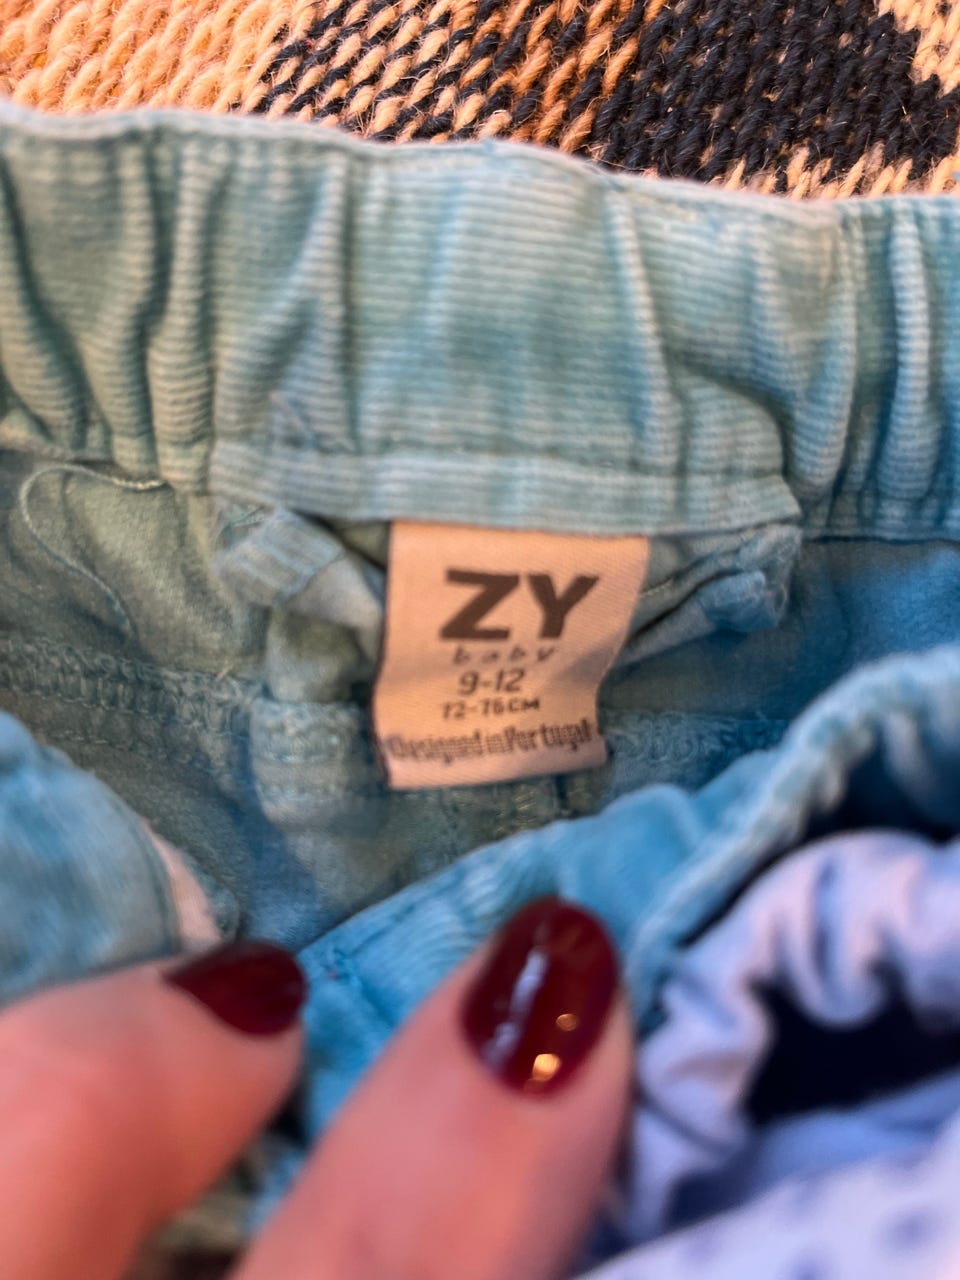 ZY
baby
9-12
72-76CM
Designed in Portugal